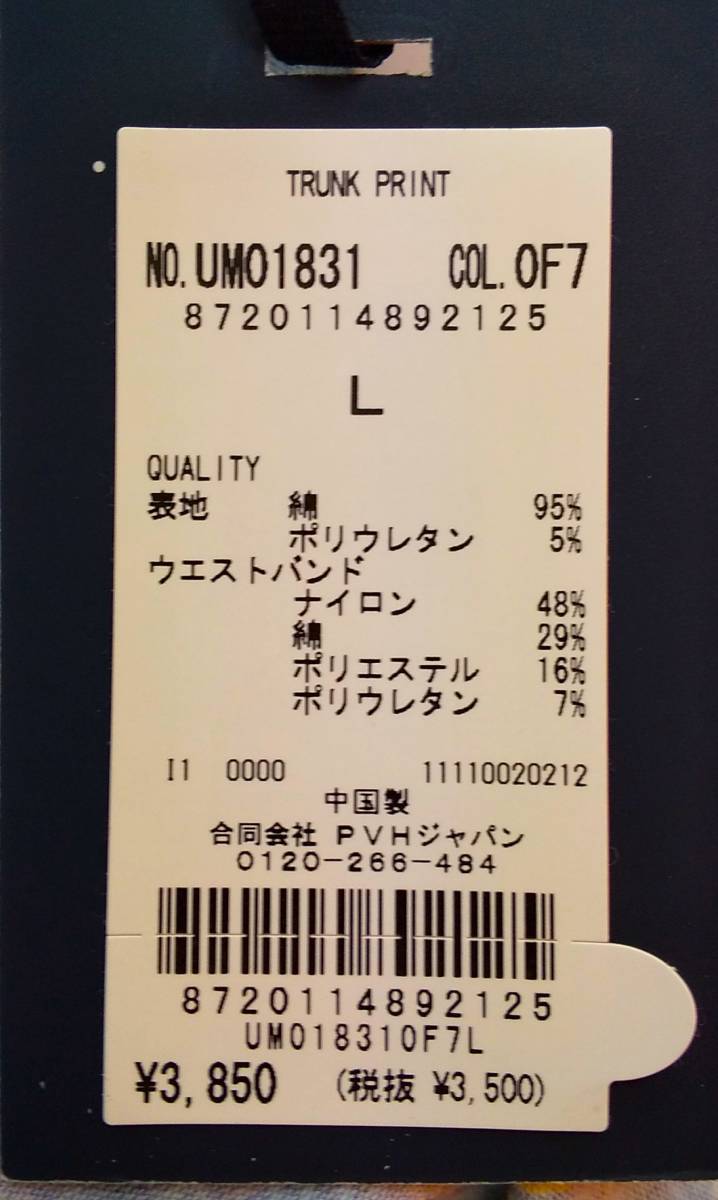 TRUNK PRINT
NO. UM01831 COL. 0F7
8720114892125
L
QUALITY
表地 綿 95%
ポリウレタン 5%
ウエストバンド
ナイロン 48%
綿 29%
ポリエステル 16%
ポリウレタン 7%
I1 0000 11110020212
中国製
合同会社 PVHジャパン
0120-266-484
8720114892125
UM018310F7L
¥3,850 (税抜 ¥3,500)